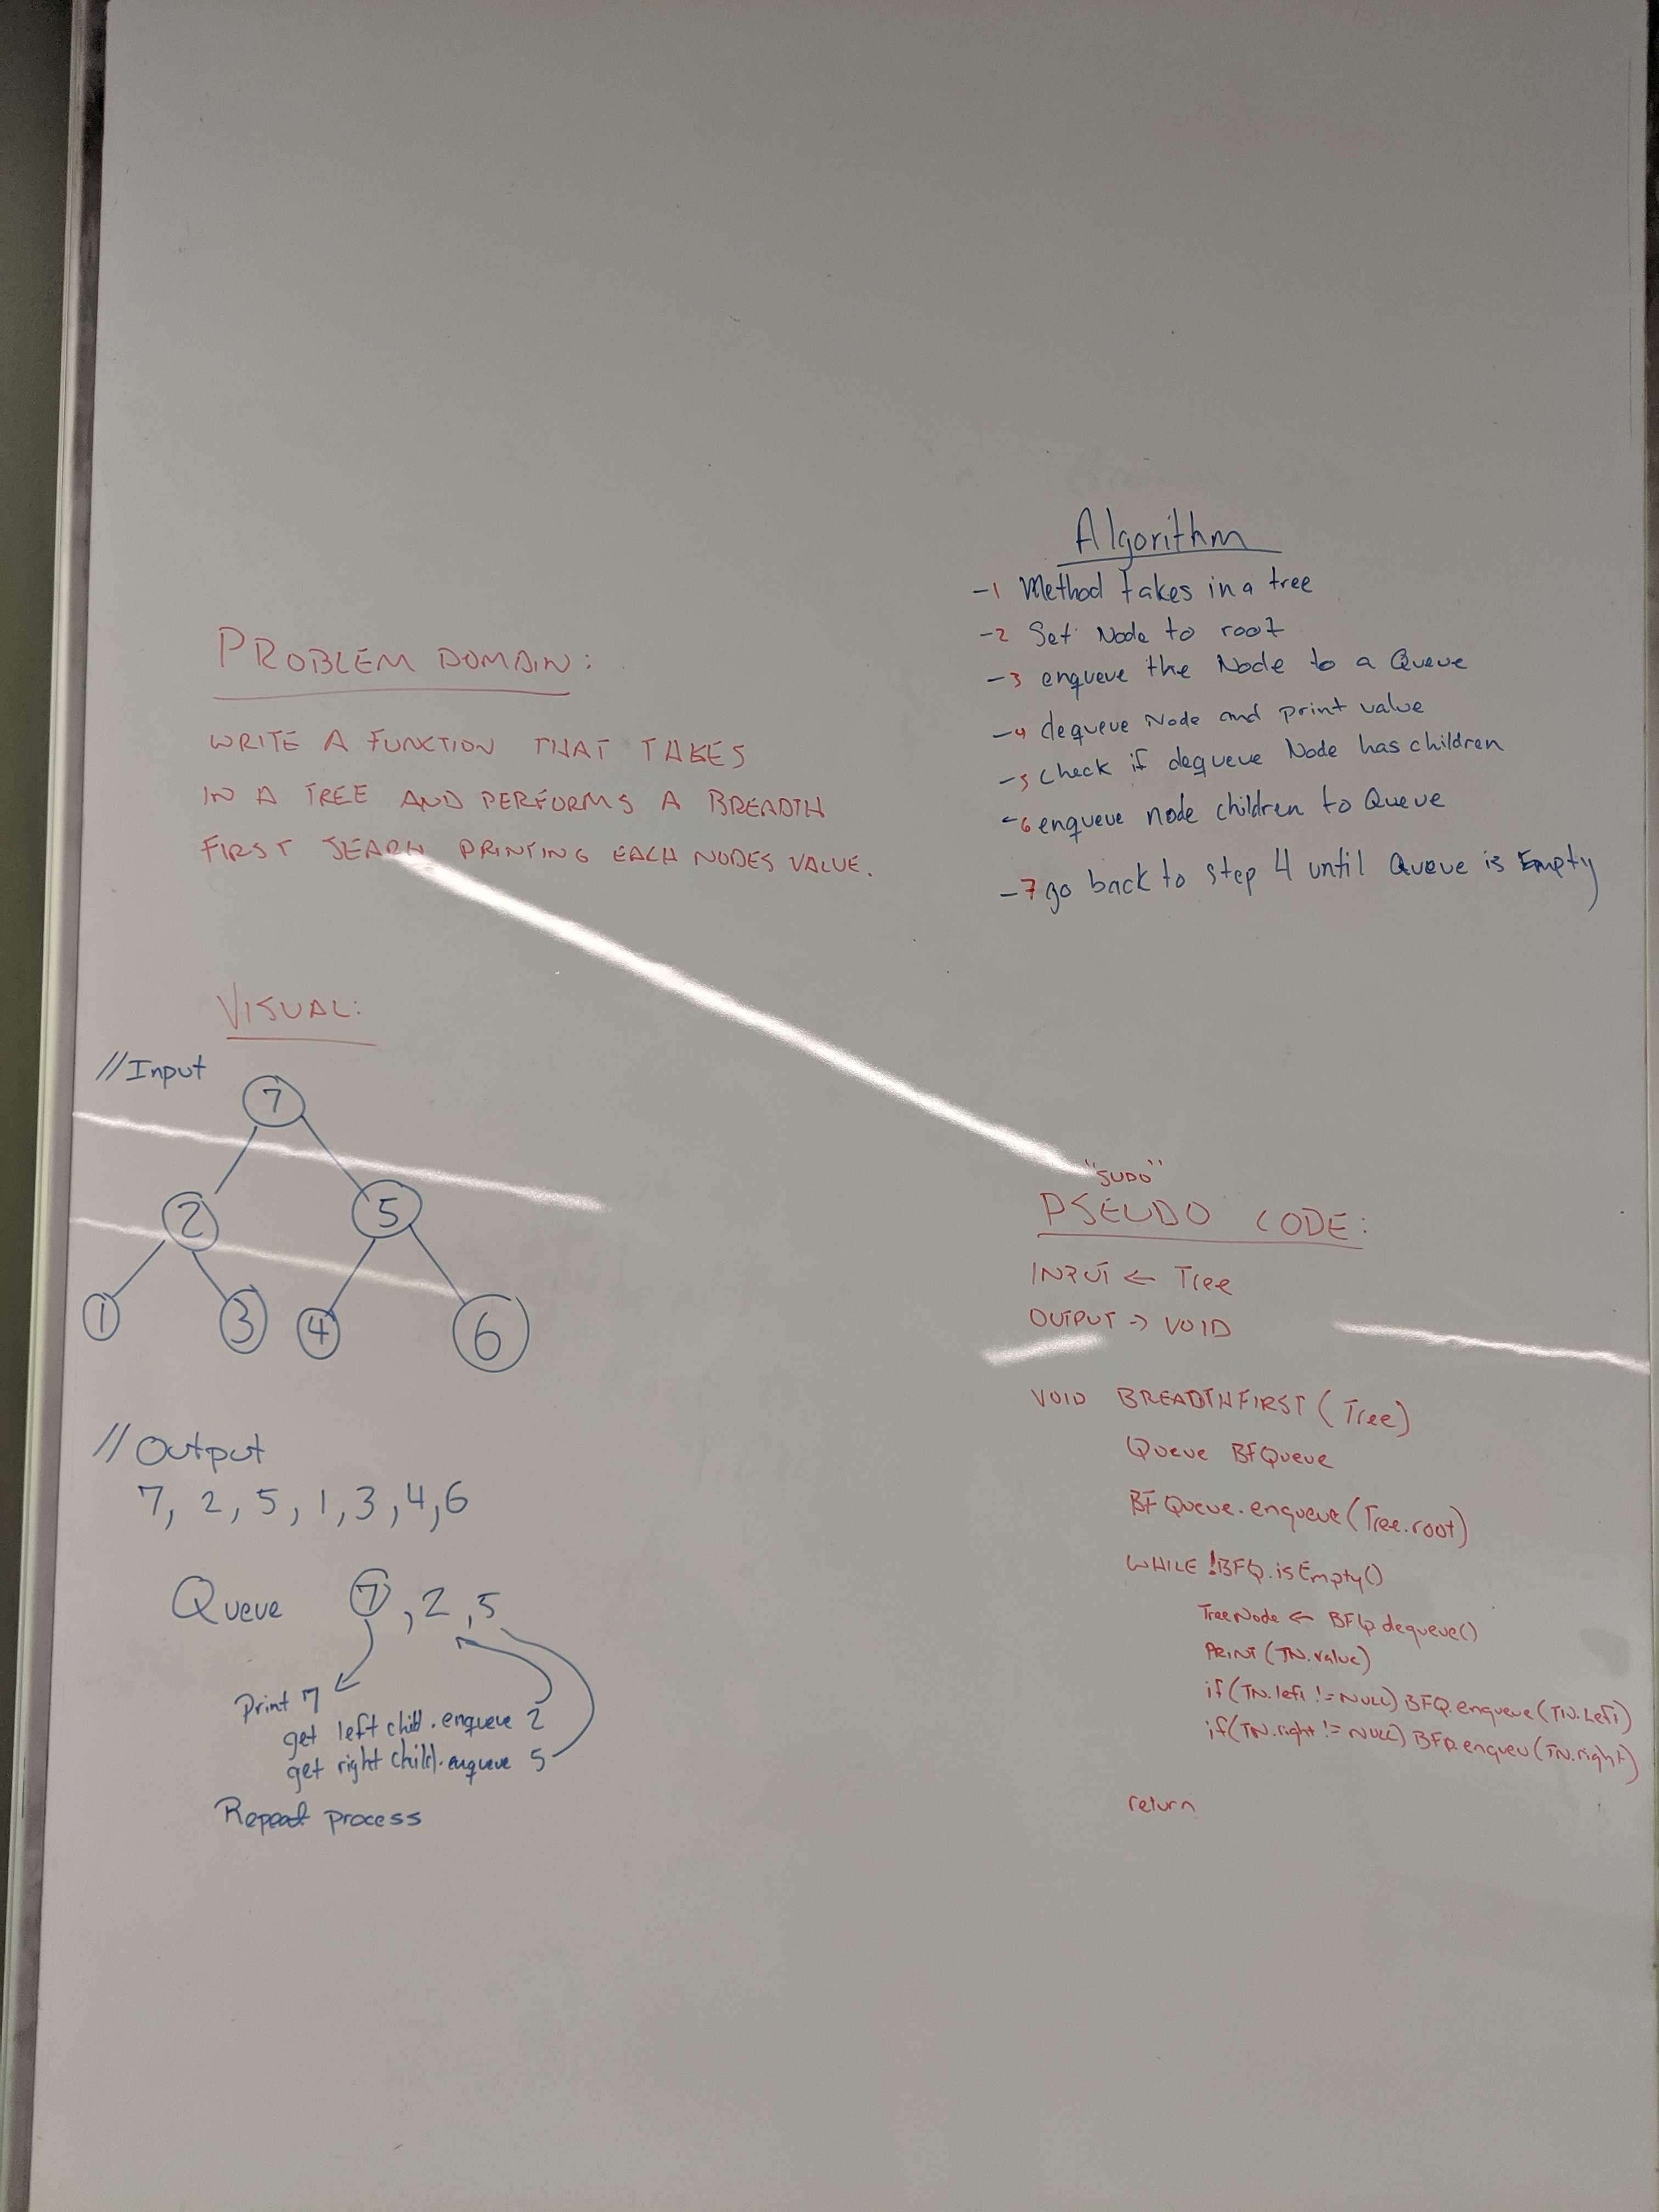 PROBLEM DOMAIN:
WRITE A FUNCTION THAT TAKES
IN A TREE AND PERFORMS A BREADTH
FIRST SEARH PRINTING EACH NODES VALUE.
VISUAL:
//Input
7
2 5
1 3 4 6
//Output
7, 2, 5, 1, 3, 4, 6
Queue 7, 2, 5
Print 7
get left child.enqueue 2
get right child.enqueue 5
Repeat process
Algorithm
-1 Method takes in a tree
-2 Set Node to root
-3 enqueue the Node to a Queue
-4 dequeue Node and print value
-5 check if dequeue Node has children
-6 enqueue node children to Queue
-7 go back to step 4 until Queue is Empty
"SUDO"
PSEUDO CODE:
INPUT ← Tree
OUTPUT → VOID
VOID BREADTHFIRST (Tree)
Queue BFQueue
BFQueue.enqueue(Tree.root)
WHILE !BFQ.isEmpty()
TreeNode ← BFQ.dequeue()
PRINT (TN.value)
if(TN.left != NULL) BFQ.enqueue(TN.Left)
if(TN.right != NULL) BFQ.enqueu(TN.right)
return